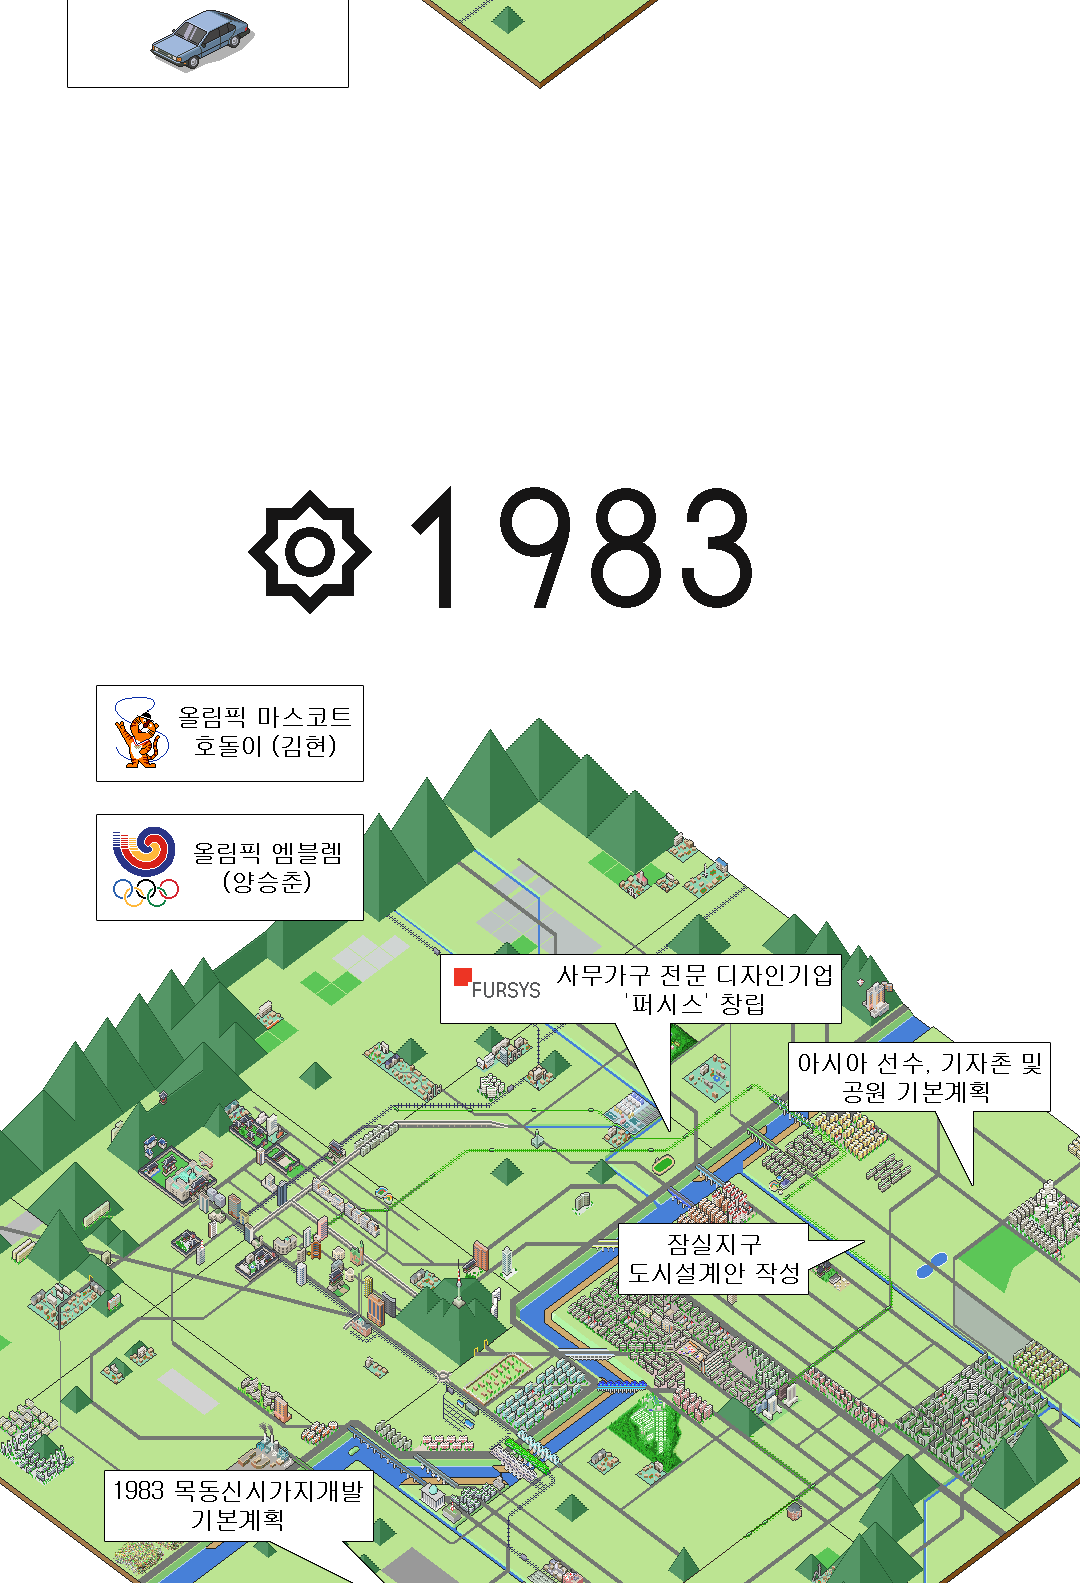 1983
올림픽 마스코트
호돌이 (김현)
올림픽 엠블렘
(양승춘)
FURSYS
사무가구 전문 디자인기업
'퍼시스' 창립
아시아 선수, 기자촌 및
공원 기본계획
잠실지구
도시설계안 작성
1983 목동신시가지개발
기본계획